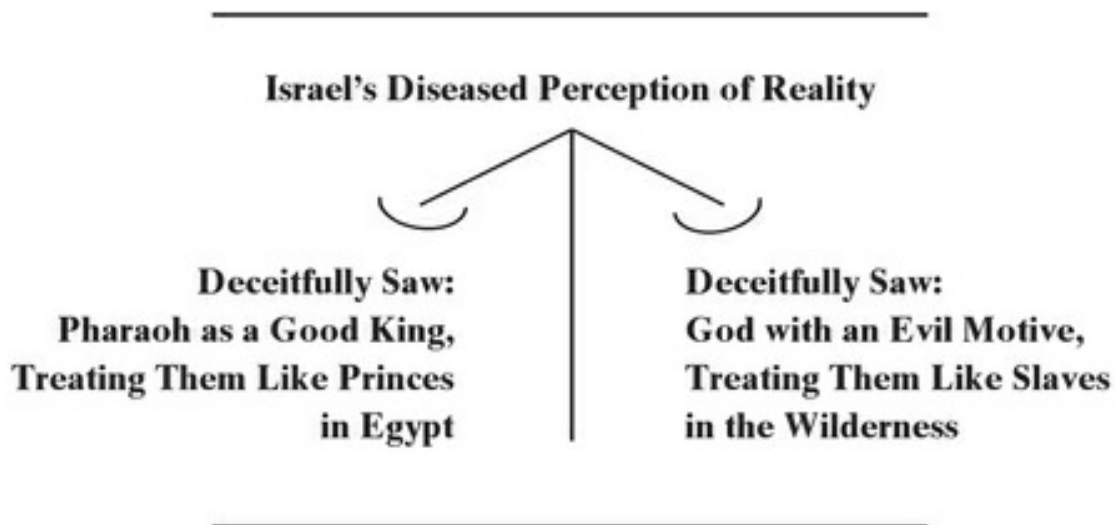 Israel's Diseased Perception of Reality
Deceitfully Saw:
Pharaoh as a Good King,
Treating Them Like Princes
in Egypt
Deceitfully Saw:
God with an Evil Motive,
Treating Them Like Slaves
in the Wilderness